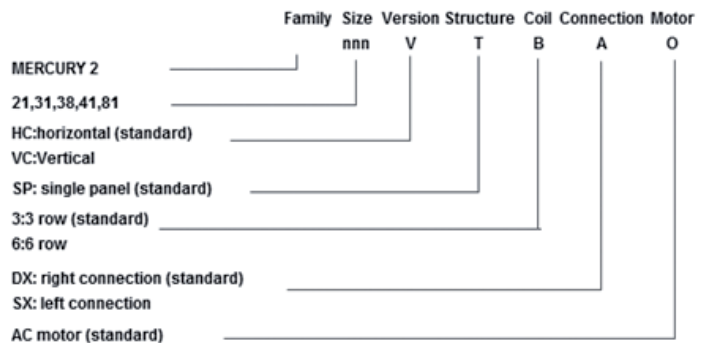 Family Size Version Structure Coil Connection Motor
nnn V T B A O
MERCURY 2
21,31,38,41,81
HC:horizontal (standard)
VC:Vertical
SP: single panel (standard)
3:3 row (standard)
6:6 row
DX: right connection (standard)
SX: left connection
AC motor (standard)